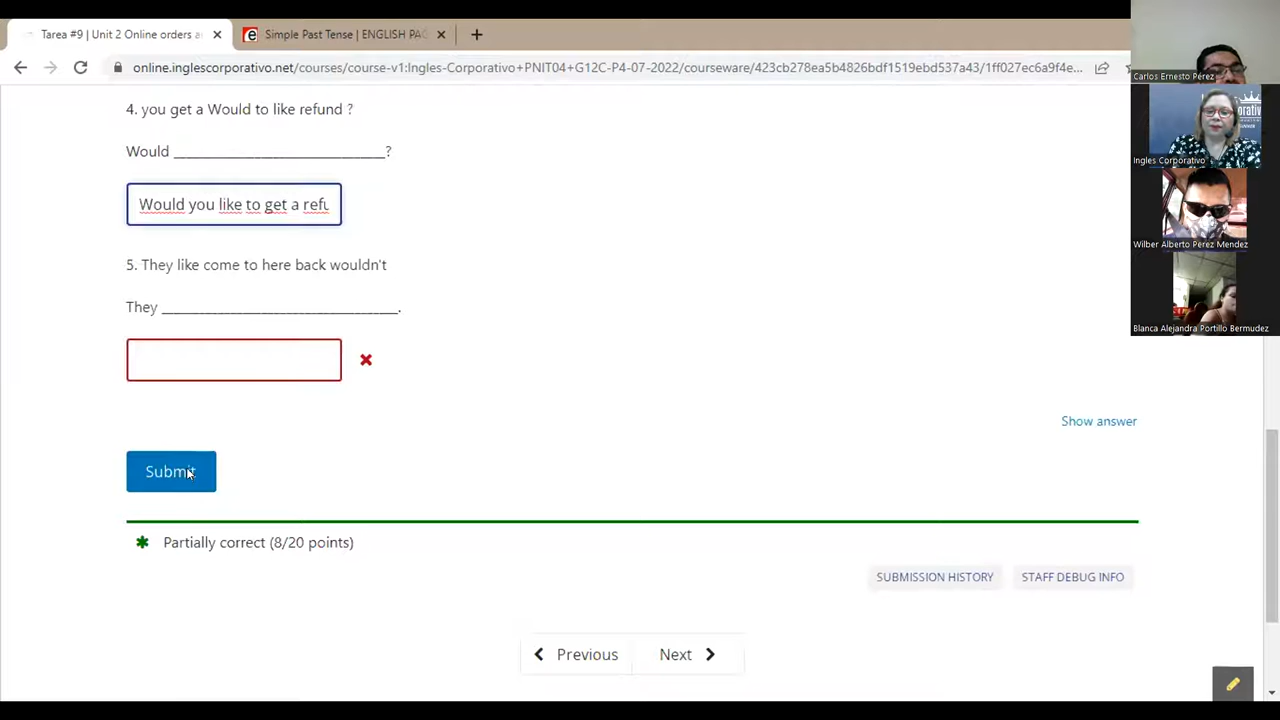 Tarea #9 | Unit 2 Online orders a
Simple Past Tense | ENGLISH PAG
online.inglescorporativo.net/courses/course-v1:Ingles-Corporativo+PNIT04+G12C-P4-07-2022/courseware/423cb278ea5b4826bdf1519ebd537a43/1ff027ec6a9f4e...
Carlos Ernesto Pérez
Ingles Corporativo
Wilber Alberto Perez Mendez
Blanca Alejandra Portillo Bermudez
4. you get a Would to like refund ?
Would ______________________________?
Would you like to get a refu
5. They like come to here back wouldn't
They __________________________________.
Show answer
Submit
Partially correct (8/20 points)
SUBMISSION HISTORY
STAFF DEBUG INFO
Previous
Next